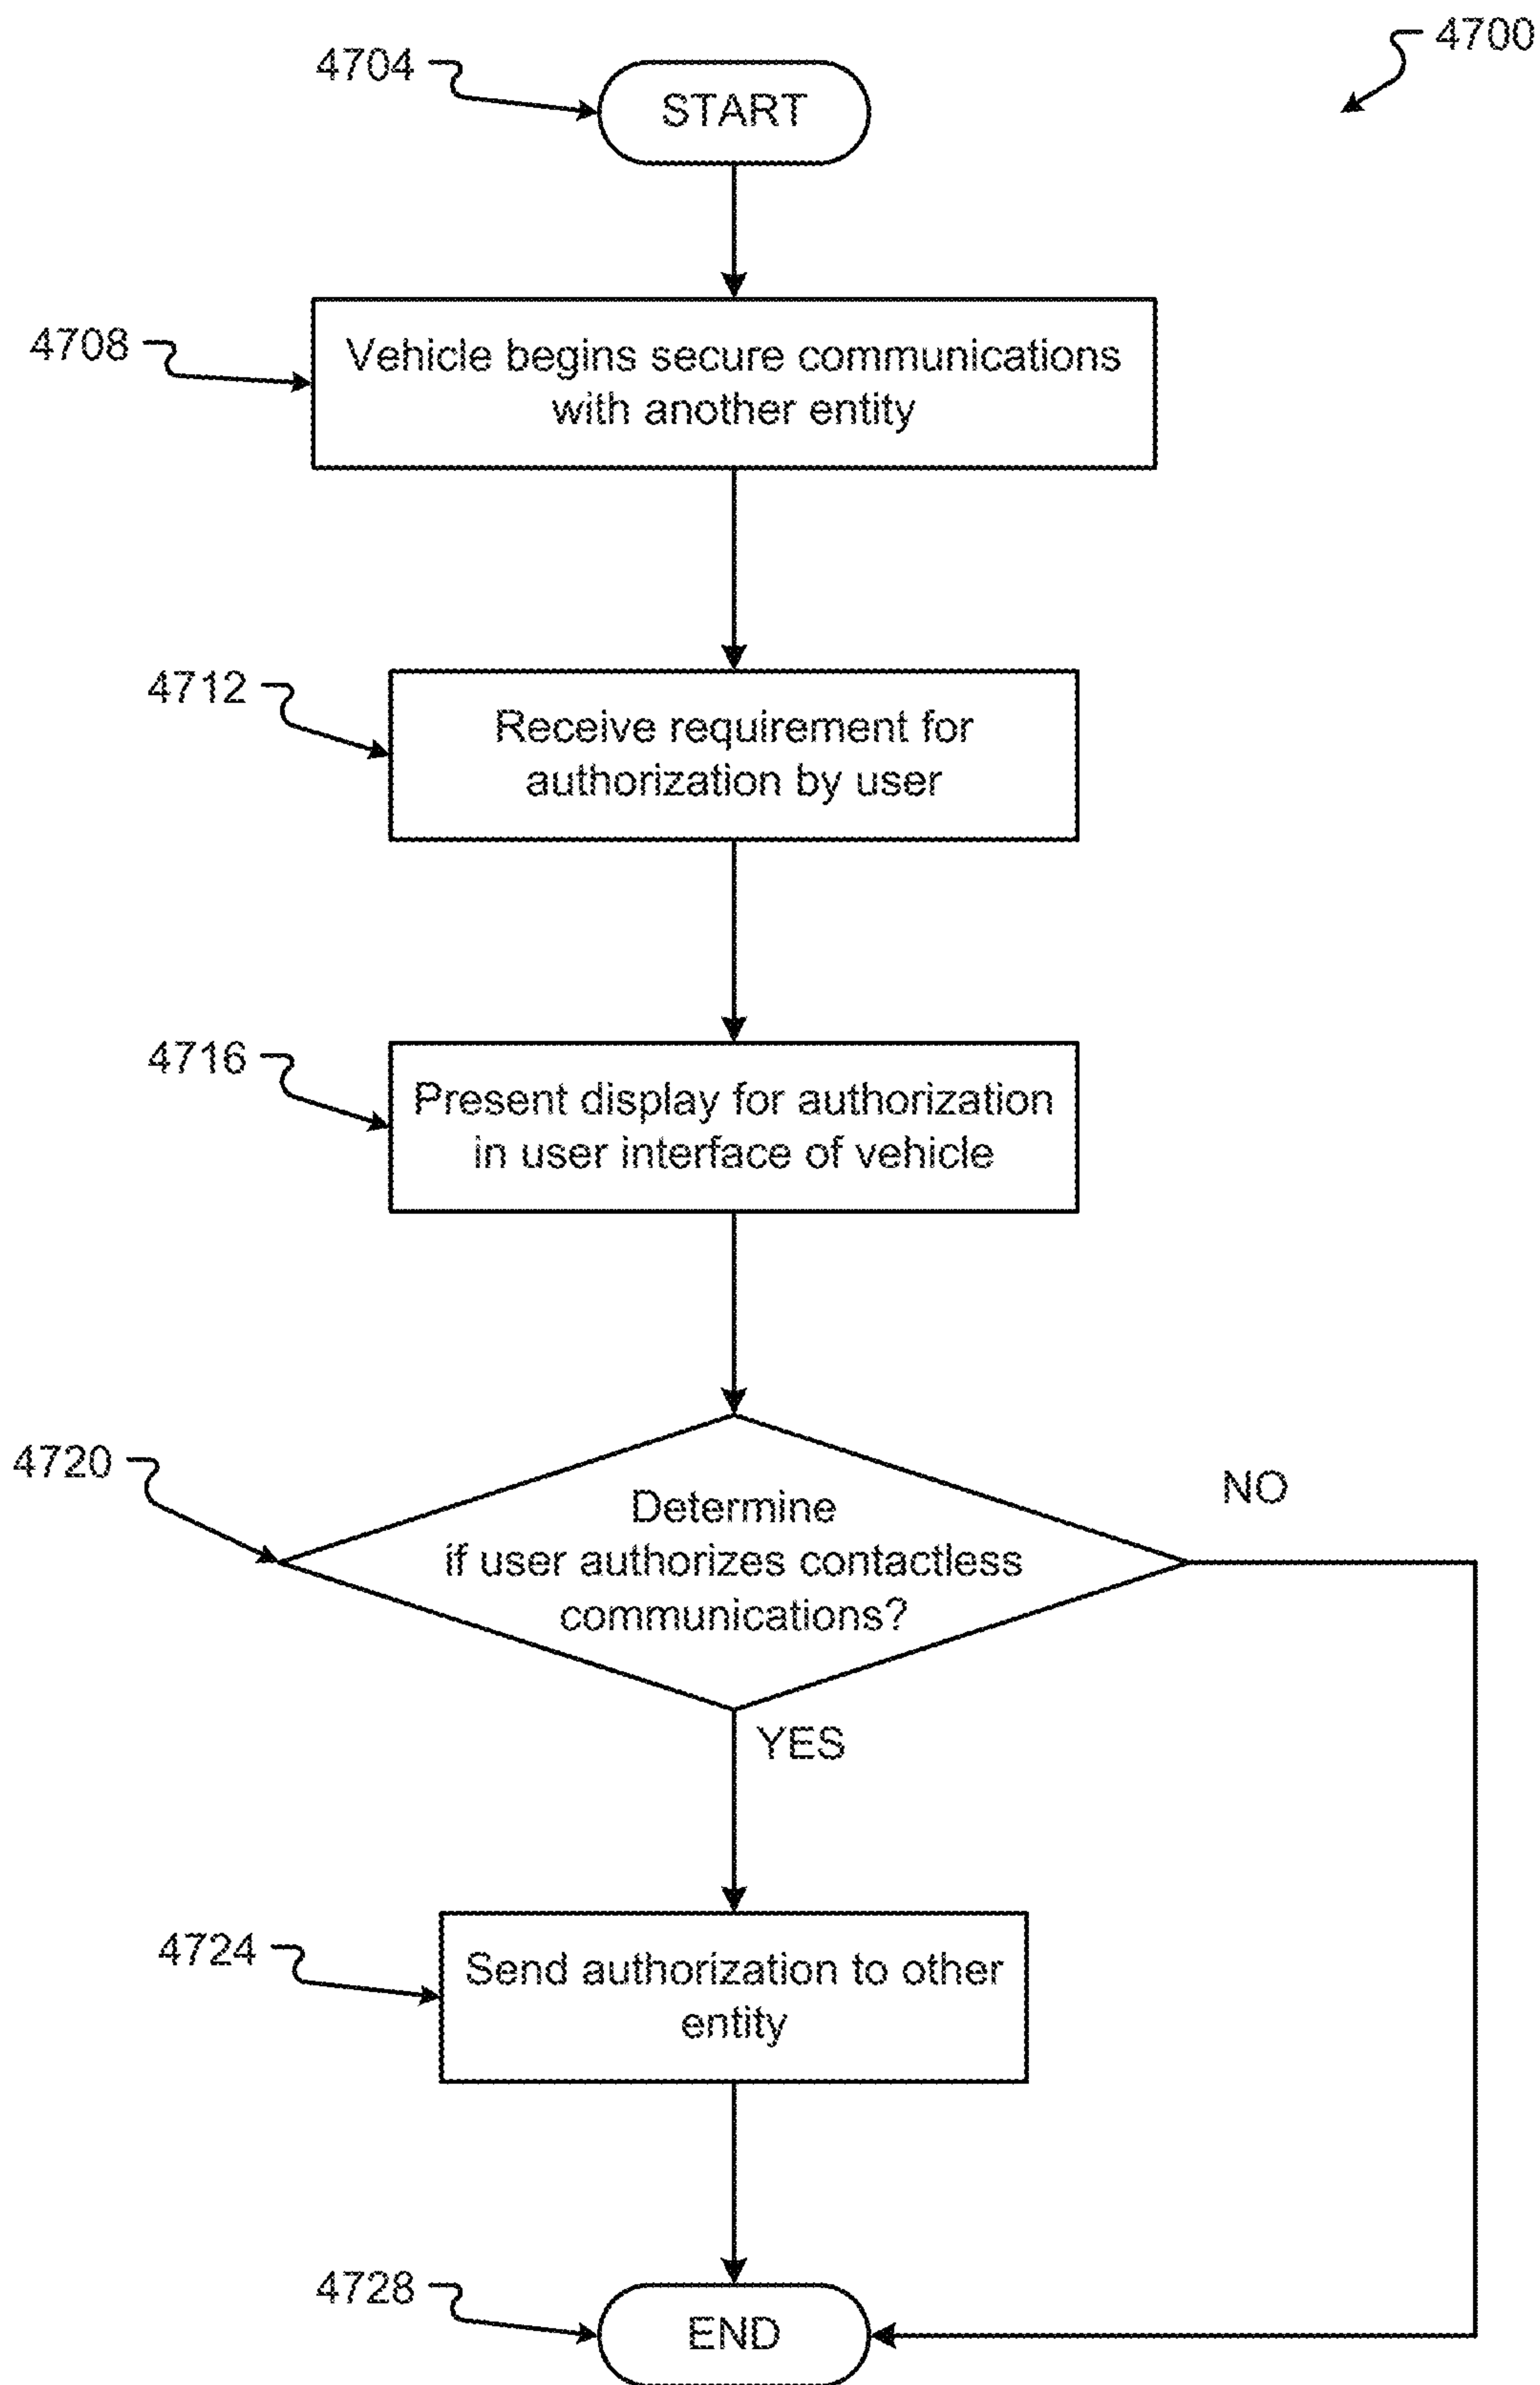 4700
4704
START
4708
Vehicle begins secure communications
with another entity
4712
Receive requirement for
authorization by user
4716
Present display for authorization
in user interface of vehicle
4720
Determine
if user authorizes contactless
communications?
NO
YES
4724
Send authorization to other
entity
4728
END